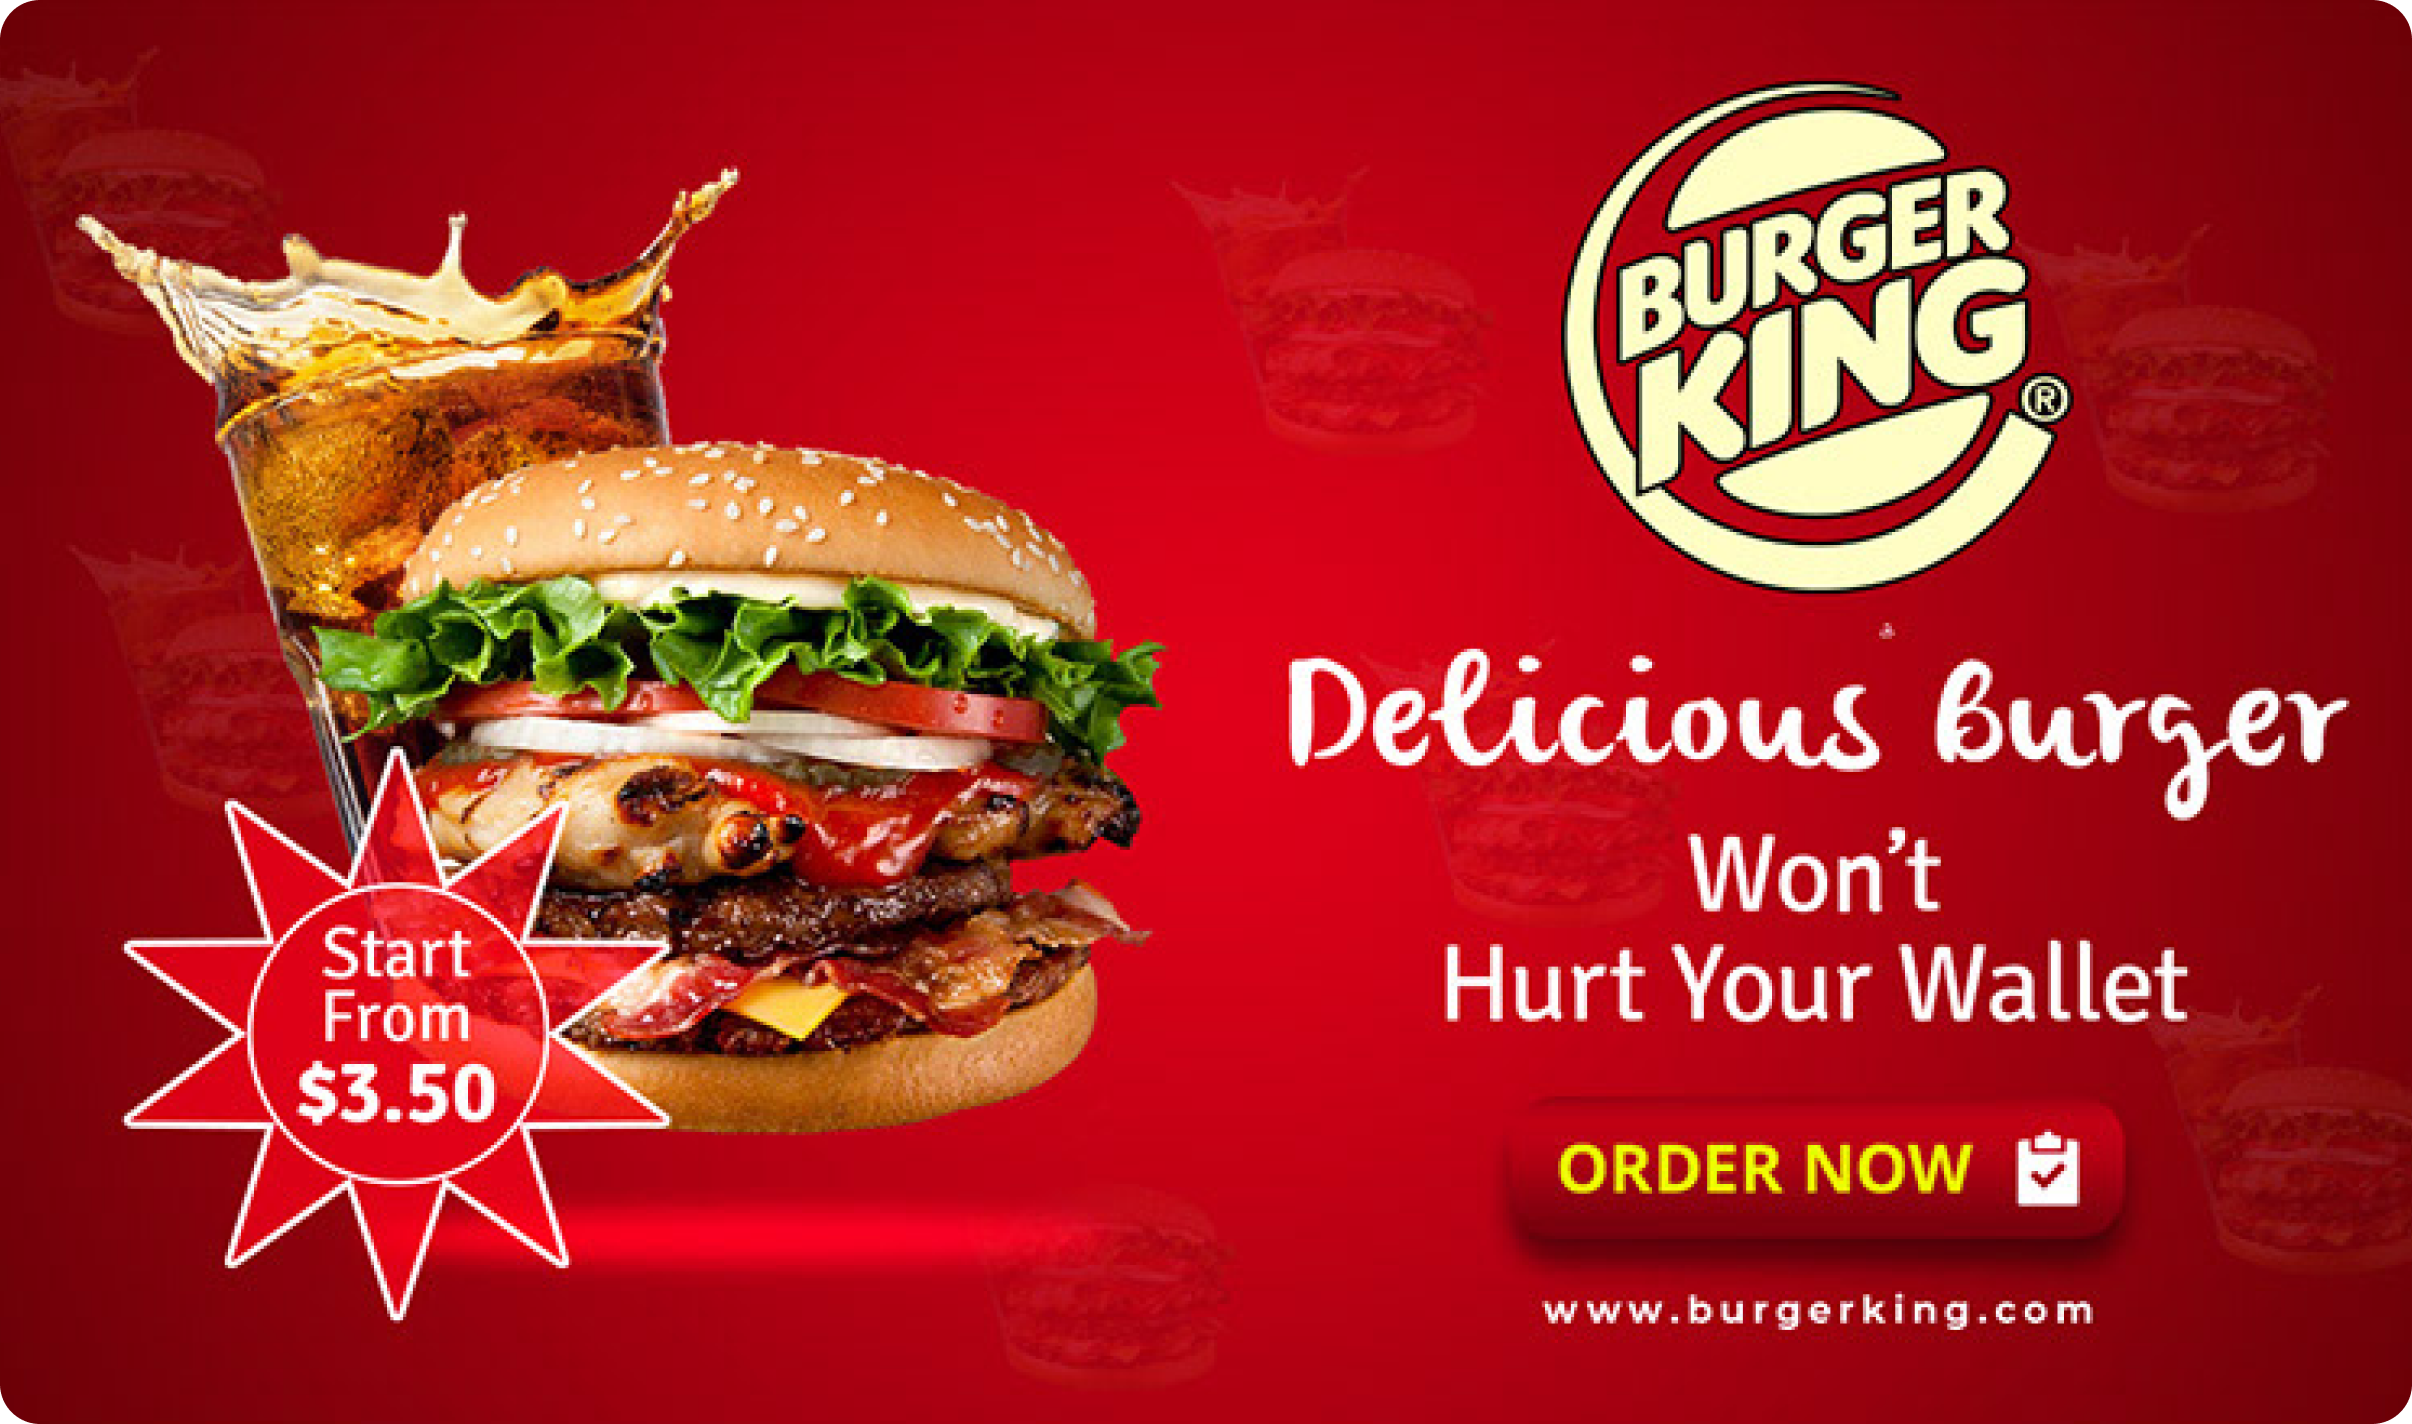 BURGER
KING
®
Delicious Burger
Won't
Hurt Your Wallet
Start
From
$3.50
ORDER NOW
www.burgerking.com